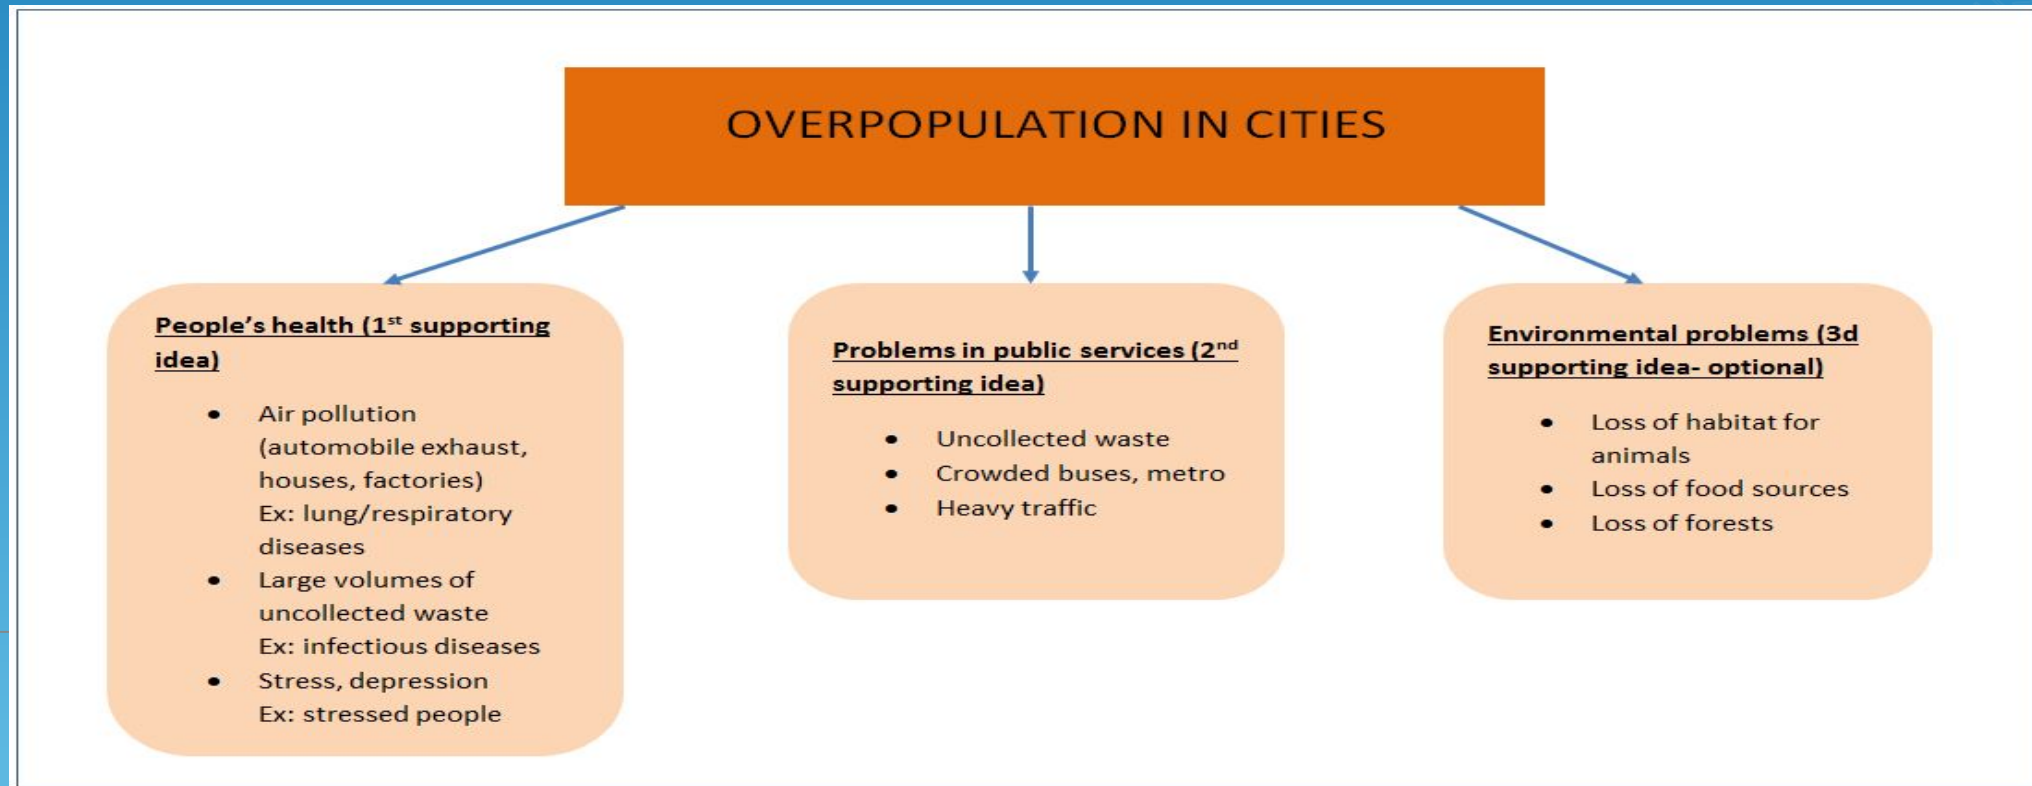 OVERPOPULATION IN CITIES
People’s health (1st supporting
idea)
• Air pollution
(automobile exhaust,
houses, factories)
Ex: lung/respiratory
diseases
• Large volumes of
uncollected waste
Ex: infectious diseases
• Stress, depression
Ex: stressed people
Problems in public services (2nd
supporting idea)
• Uncollected waste
• Crowded buses, metro
• Heavy traffic
Environmental problems (3d
supporting idea- optional)
• Loss of habitat for
animals
• Loss of food sources
• Loss of forests